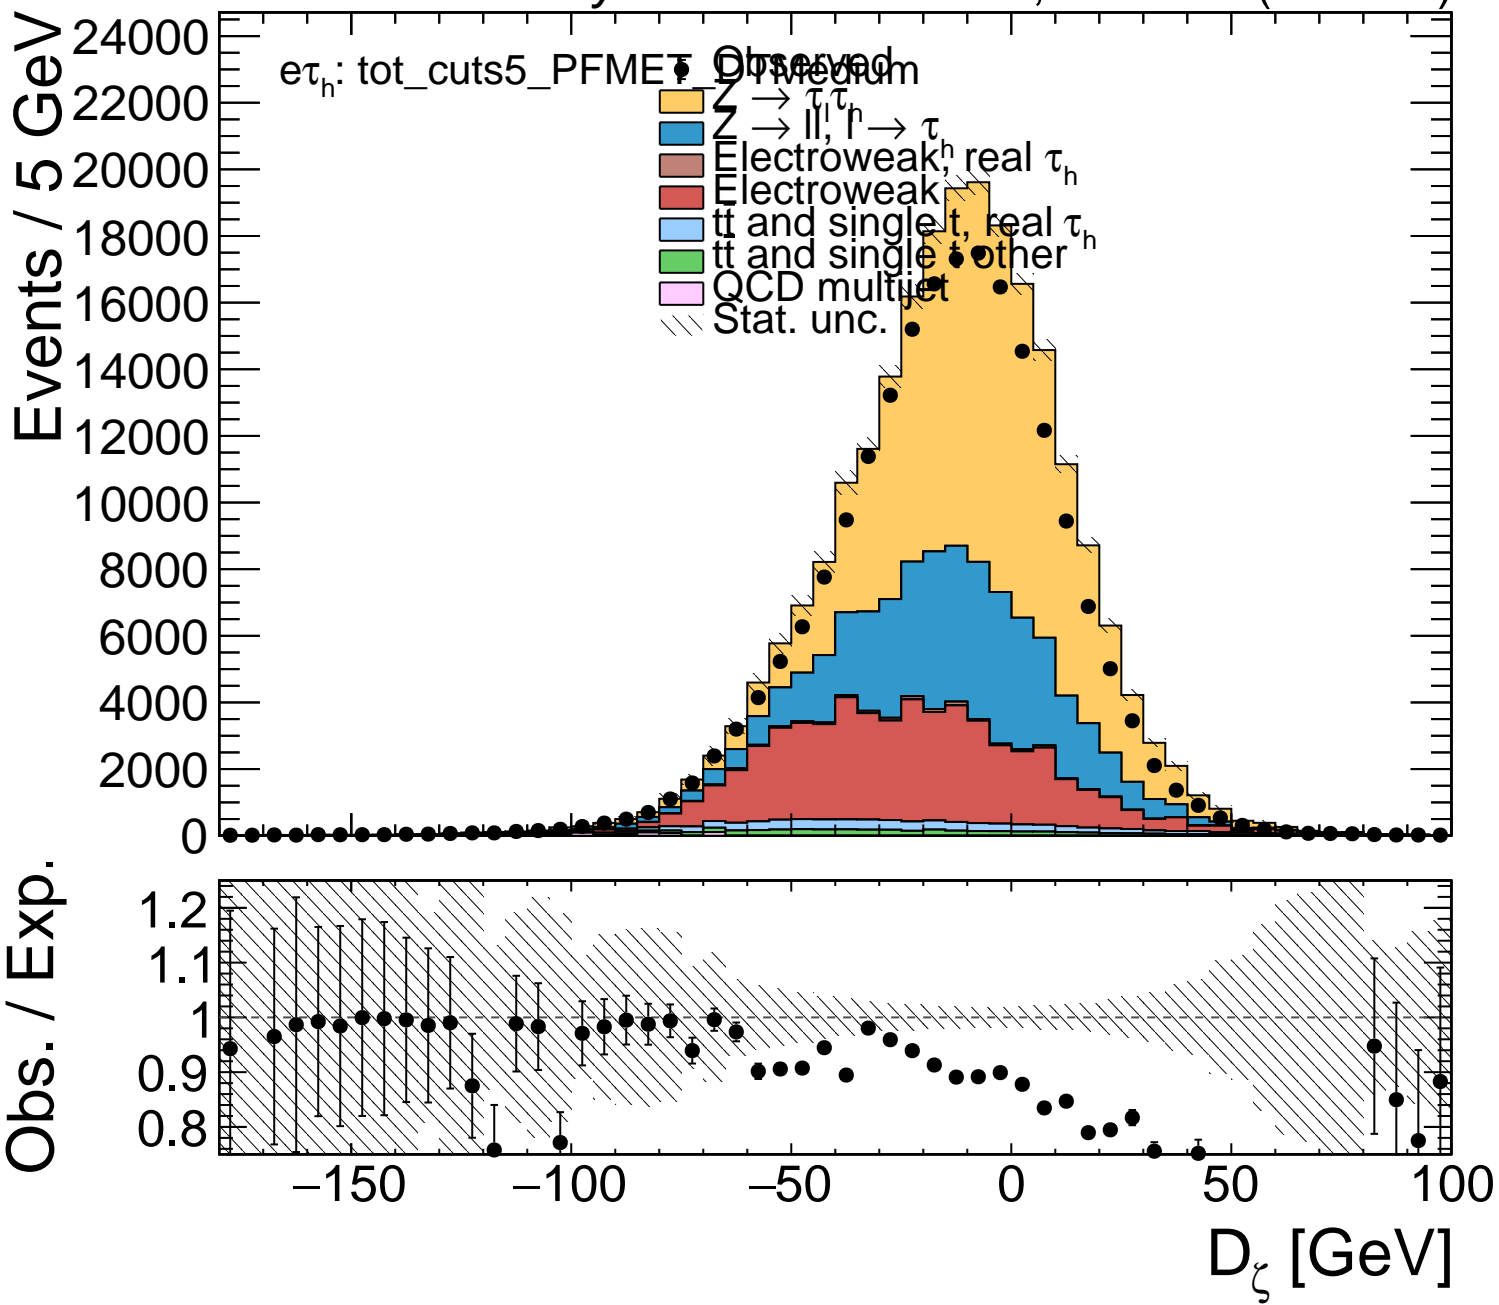 24000
22000
20000
18000
16000
14000
12000
10000
8000
6000
4000
2000
0
Events / 5 GeV
eτh: tot_cuts5_PFMET_DTMedium
Observed
Z → τlτh
Z → ll, l → τh
Electroweak, real τh
Electroweak
tt̄ and single t, real τh
tt̄ and single t other
QCD multijet
Stat. unc.
1.2
1.1
1
0.9
0.8
Obs. / Exp.
−150 −100 −50 0 50 100
Dζ [GeV]